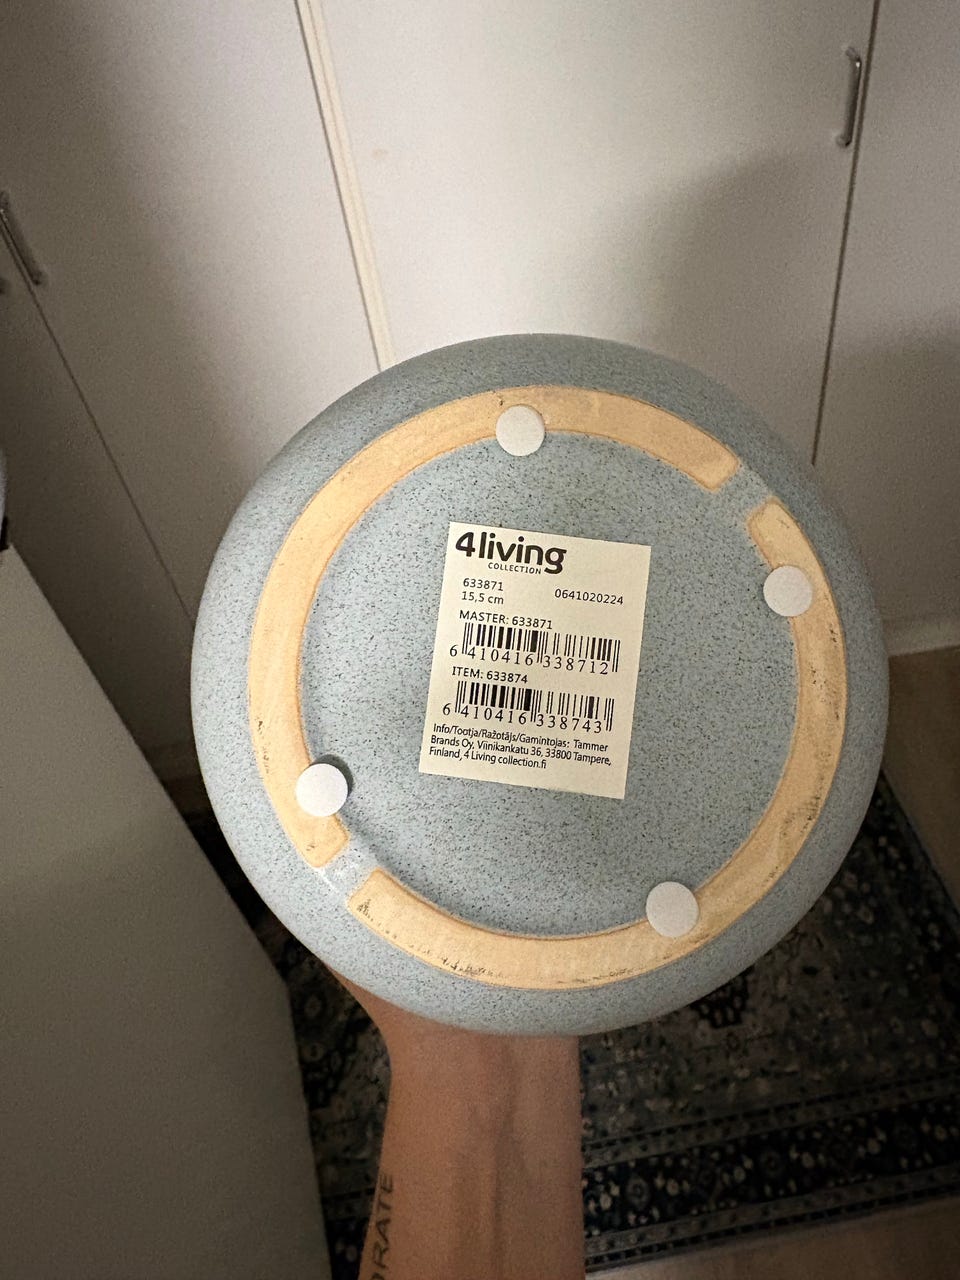 4living
COLLECTION
633871
15,5 cm
0641020224
MASTER: 633871
6 410416 338712
ITEM: 633874
6 410416 338743
Info/Tootja/Ražotājs/Gamintojas: Tammer
Brands Oy, Viinikankatu 36, 33800 Tampere,
Finland, 4 Living collection.fi
ORATE